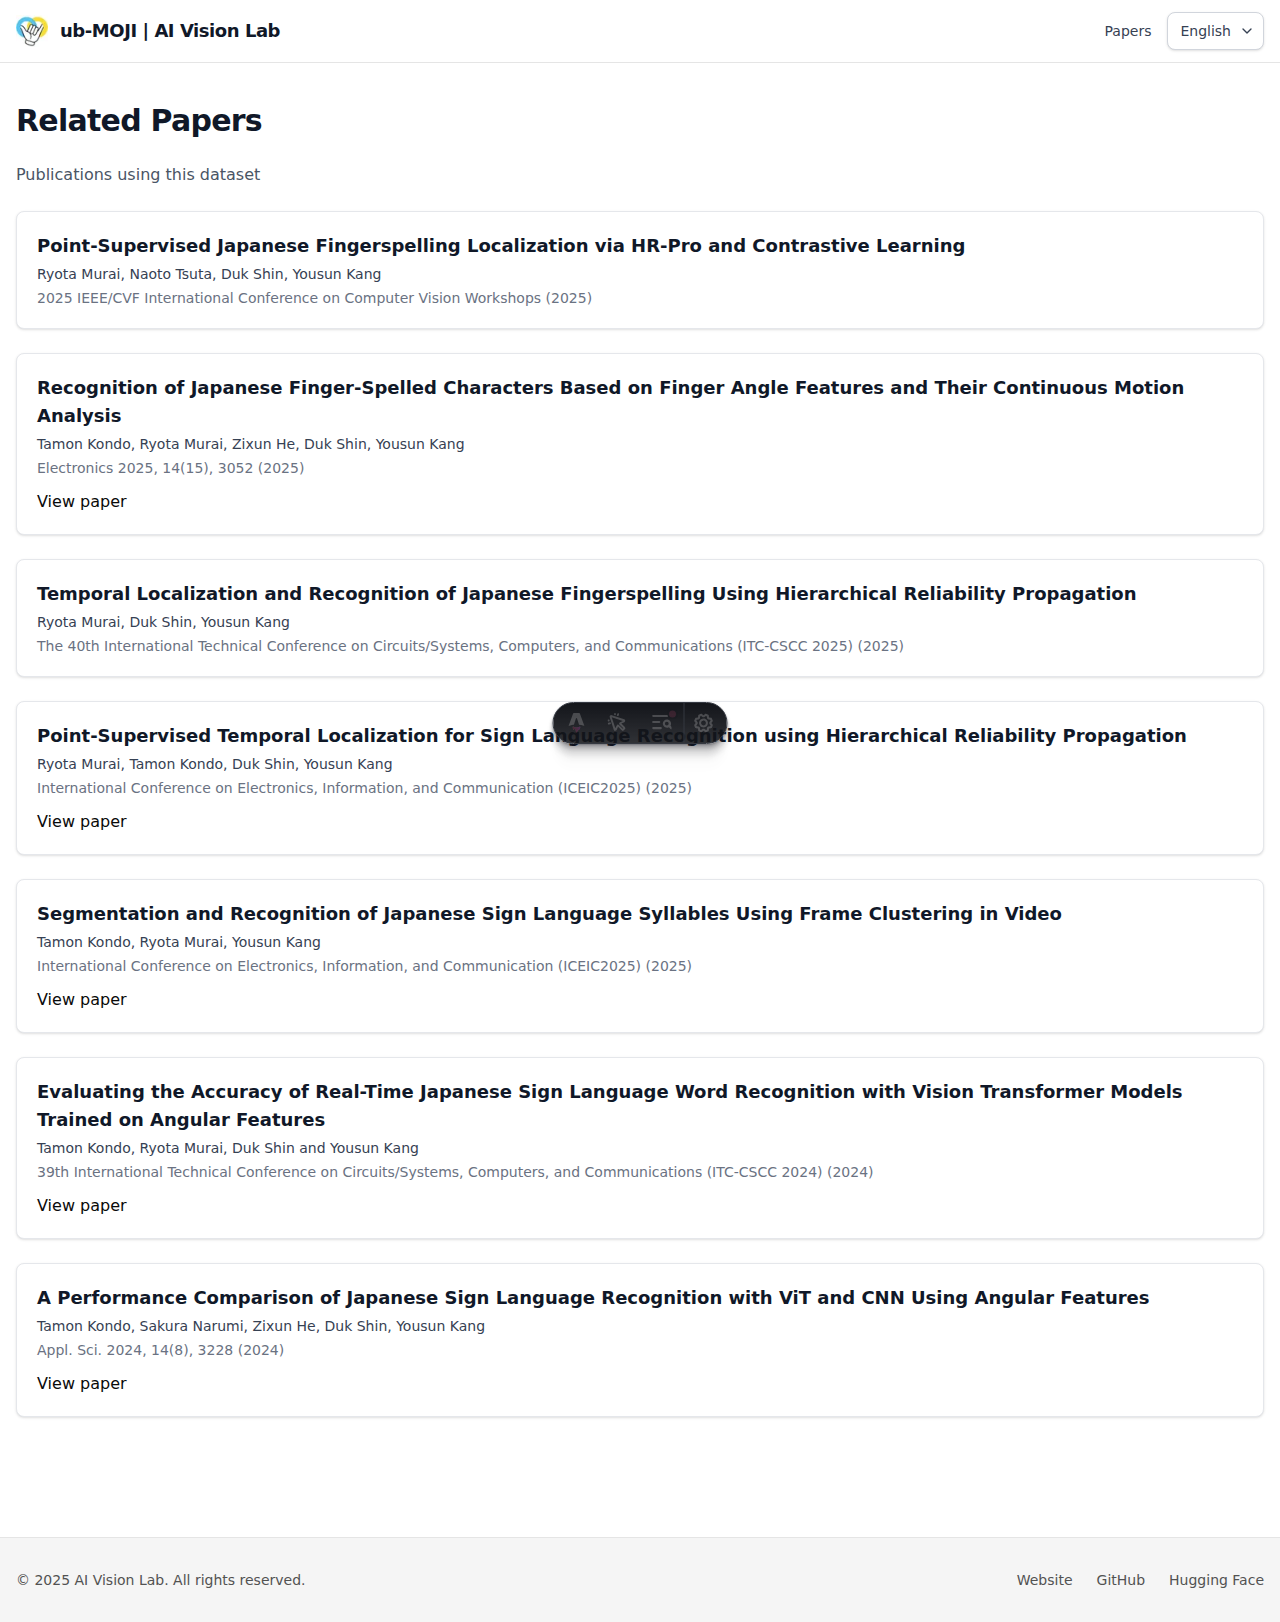 ub-MOJI | AI Vision Lab
Papers
English
Related Papers
Publications using this dataset
Point-Supervised Japanese Fingerspelling Localization via HR-Pro and Contrastive Learning
Ryota Murai, Naoto Tsuta, Duk Shin, Yousun Kang
2025 IEEE/CVF International Conference on Computer Vision Workshops (2025)
Recognition of Japanese Finger-Spelled Characters Based on Finger Angle Features and Their Continuous Motion
Analysis
Tamon Kondo, Ryota Murai, Zixun He, Duk Shin, Yousun Kang
Electronics 2025, 14(15), 3052 (2025)
View paper
Temporal Localization and Recognition of Japanese Fingerspelling Using Hierarchical Reliability Propagation
Ryota Murai, Duk Shin, Yousun Kang
The 40th International Technical Conference on Circuits/Systems, Computers, and Communications (ITC-CSCC 2025) (2025)
Point-Supervised Temporal Localization for Sign Language Recognition using Hierarchical Reliability Propagation
Ryota Murai, Tamon Kondo, Duk Shin, Yousun Kang
International Conference on Electronics, Information, and Communication (ICEIC2025) (2025)
View paper
Segmentation and Recognition of Japanese Sign Language Syllables Using Frame Clustering in Video
Tamon Kondo, Ryota Murai, Yousun Kang
International Conference on Electronics, Information, and Communication (ICEIC2025) (2025)
View paper
Evaluating the Accuracy of Real-Time Japanese Sign Language Word Recognition with Vision Transformer Models
Trained on Angular Features
Tamon Kondo, Ryota Murai, Duk Shin and Yousun Kang
39th International Technical Conference on Circuits/Systems, Computers, and Communications (ITC-CSCC 2024) (2024)
View paper
A Performance Comparison of Japanese Sign Language Recognition with ViT and CNN Using Angular Features
Tamon Kondo, Sakura Narumi, Zixun He, Duk Shin, Yousun Kang
Appl. Sci. 2024, 14(8), 3228 (2024)
View paper
© 2025 AI Vision Lab. All rights reserved.
Website
GitHub
Hugging Face